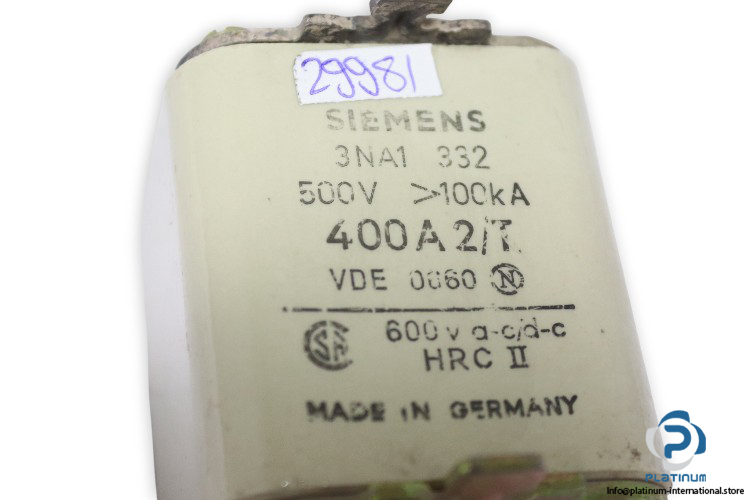 29981
SIEMENS
3NA1 332
500V >100kA
400A 2/T
VDE 0660 N
600v a-c/d-c
HRC II
MADE IN GERMANY
PLATINUM
Info@platinum-international.store